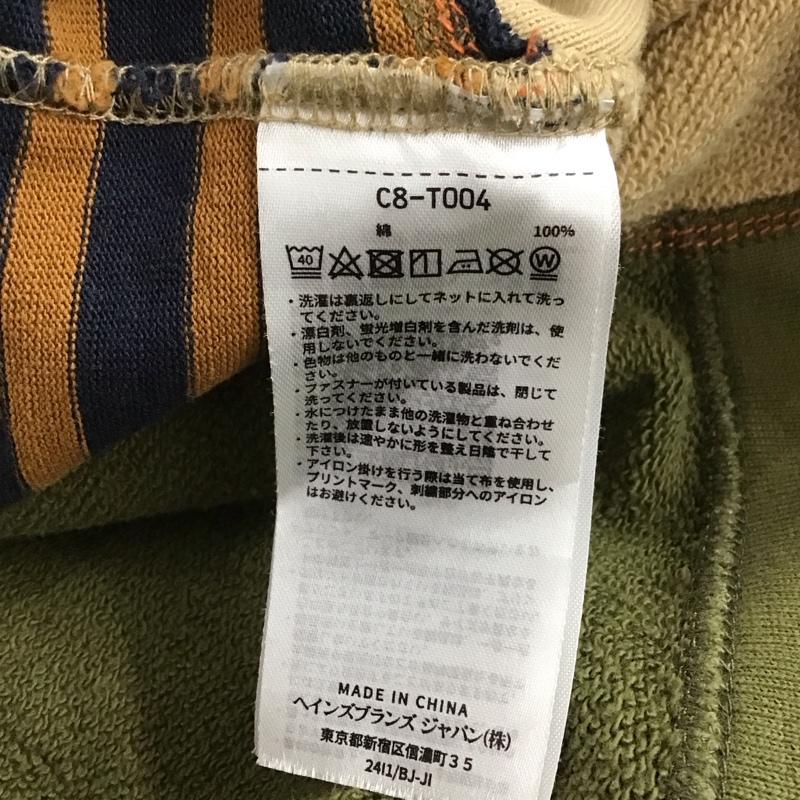 C8-T004
綿 100%
40 W
・洗濯は裏返しにしてネットに入れて洗っ
てください。
・漂白剤、蛍光増白剤を含んだ洗剤は、使
用しないでください。
・色物は他のものと一緒に洗わないでくだ
さい。
・ファスナーが付いている製品は、閉じて
洗ってください。
・水につけたまま他の洗濯物と重ね合わせ
たり、放置しないようにしてください。
・洗濯後は速やかに形を整え日陰で干して
下さい。
・アイロン掛けを行う際は当て布を使用し、
プリントマーク、刺繍部分へのアイロン
はお避けください。
MADE IN CHINA
ヘインズブランズ ジャパン(株)
東京都新宿区信濃町35
24I1/BJ-JI